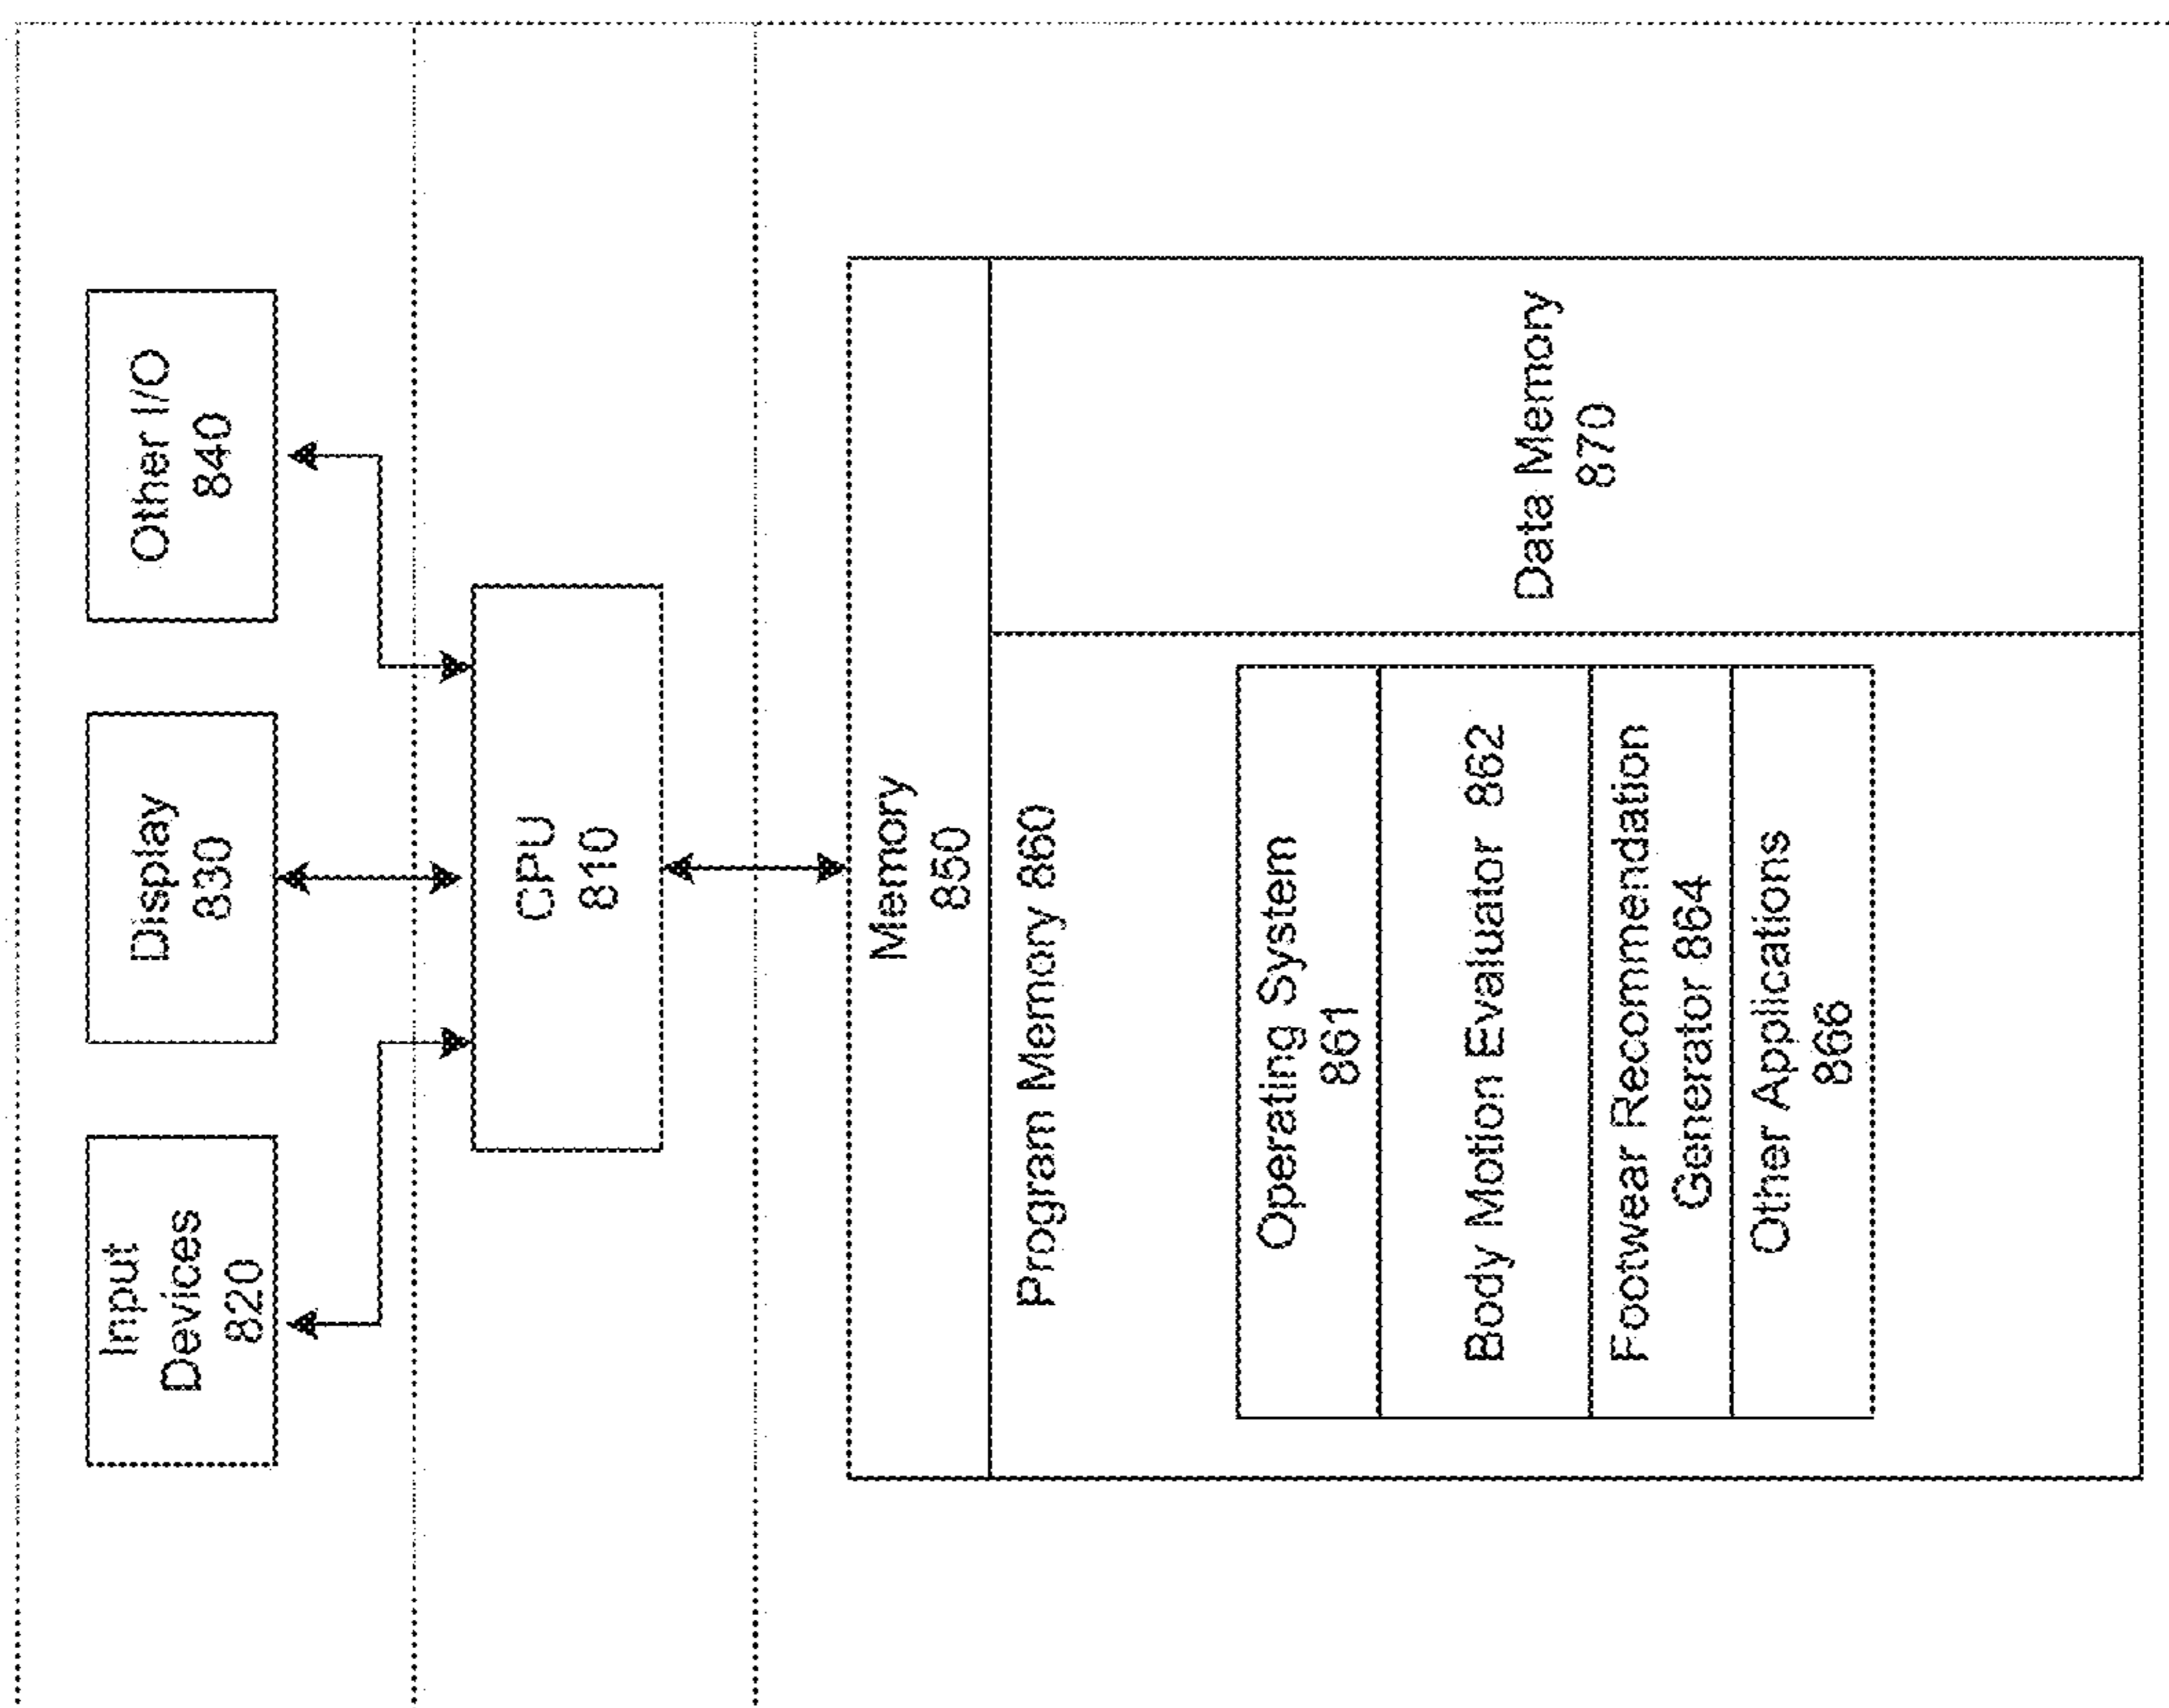 Input
Devices
820
Display
830
Other I/O
840
CPU
810
Memory
850
Program Memory 860
Operating System
861
Body Motion Evaluator 862
Footwear Recommendation
Generator 864
Other Applications
866
Data Memory
870